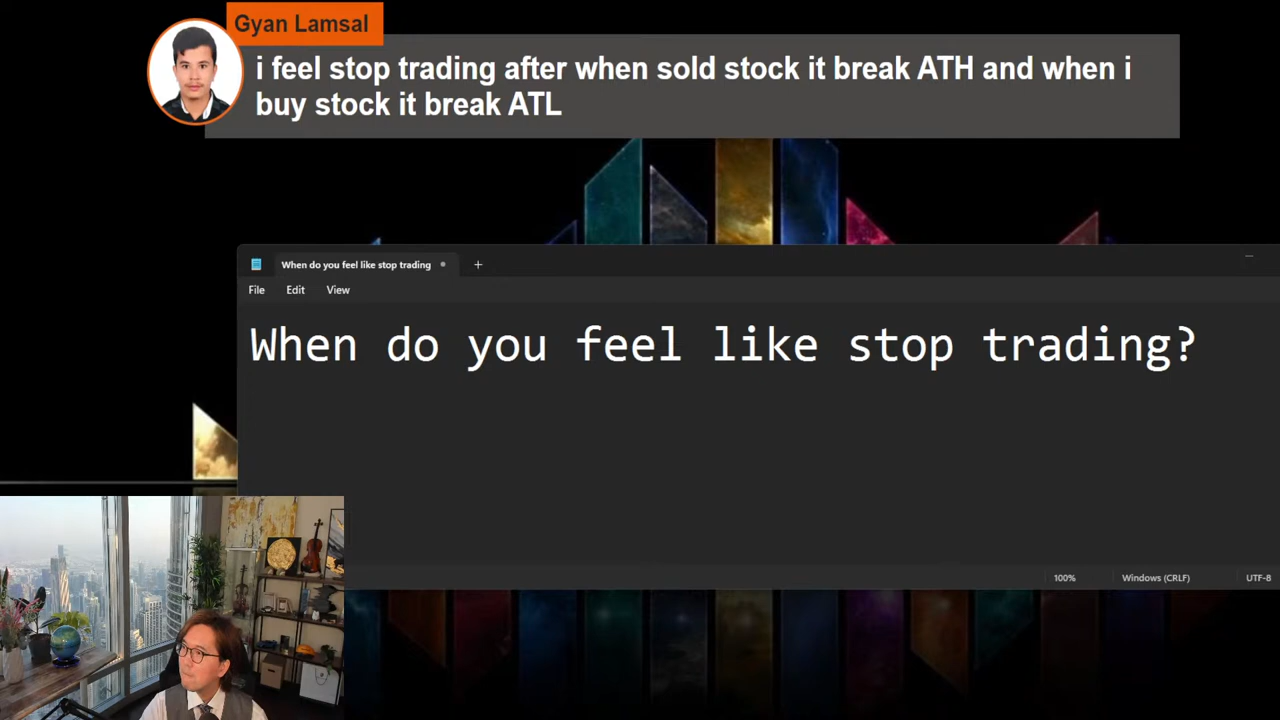 Gyan Lamsal
i feel stop trading after when sold stock it break ATH and when i
buy stock it break ATL
When do you feel like stop trading
File Edit View
When do you feel like stop trading?
100% Windows (CRLF) UTF-8